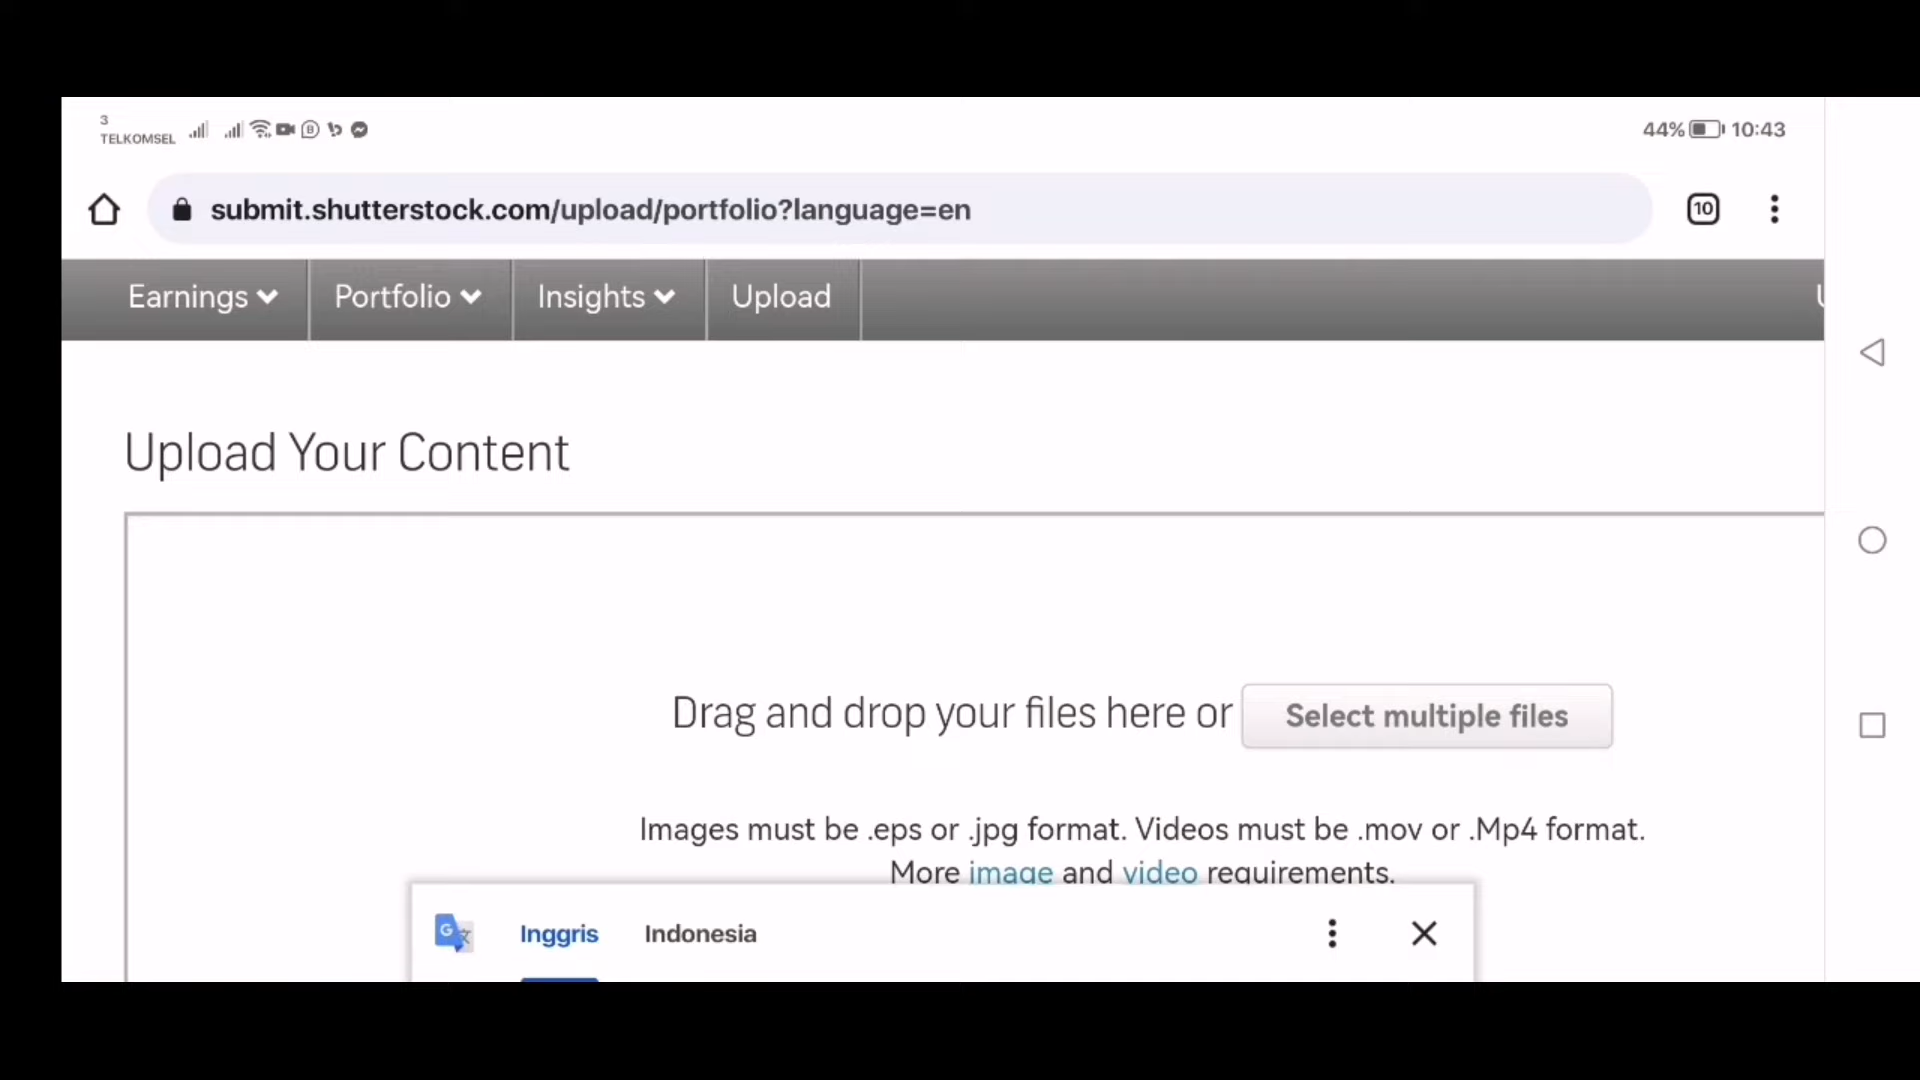 3
TELKOMSEL
44% 10:43
submit.shutterstock.com/upload/portfolio?language=en
10
Earnings Portfolio Insights Upload
Upload Your Content
Drag and drop your files here or Select multiple files
Images must be .eps or .jpg format. Videos must be .mov or .Mp4 format.
More image and video requirements.
Inggris Indonesia